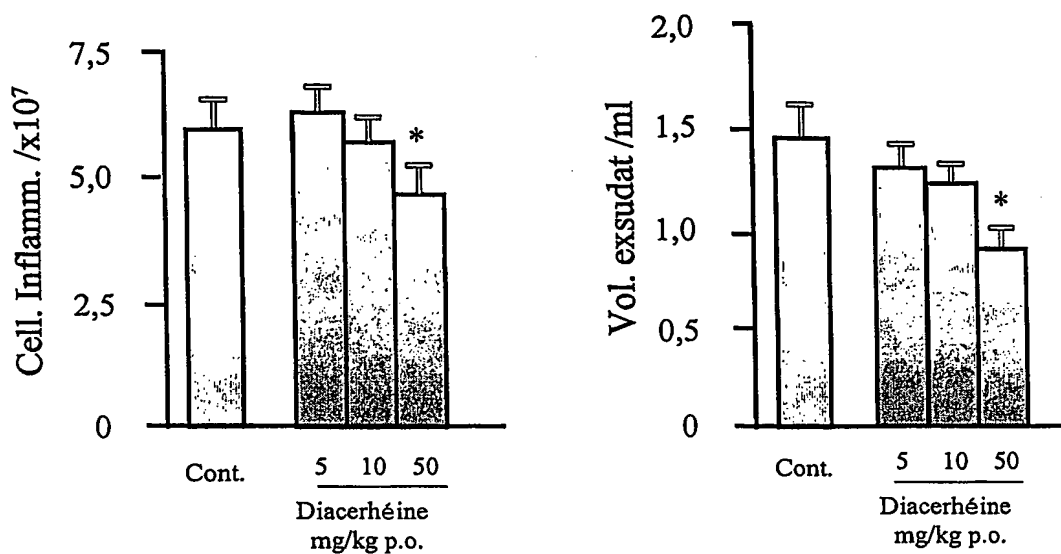 7,5
5,0
2,5
0
Cell. Inflamm. /x10⁷
*
Cont.
5 10 50
Diacerhéine
mg/kg p.o.
2,0
1,5
1,0
0,5
0
Vol. exsudat /ml
*
Cont.
5 10 50
Diacerhéine
mg/kg p.o.